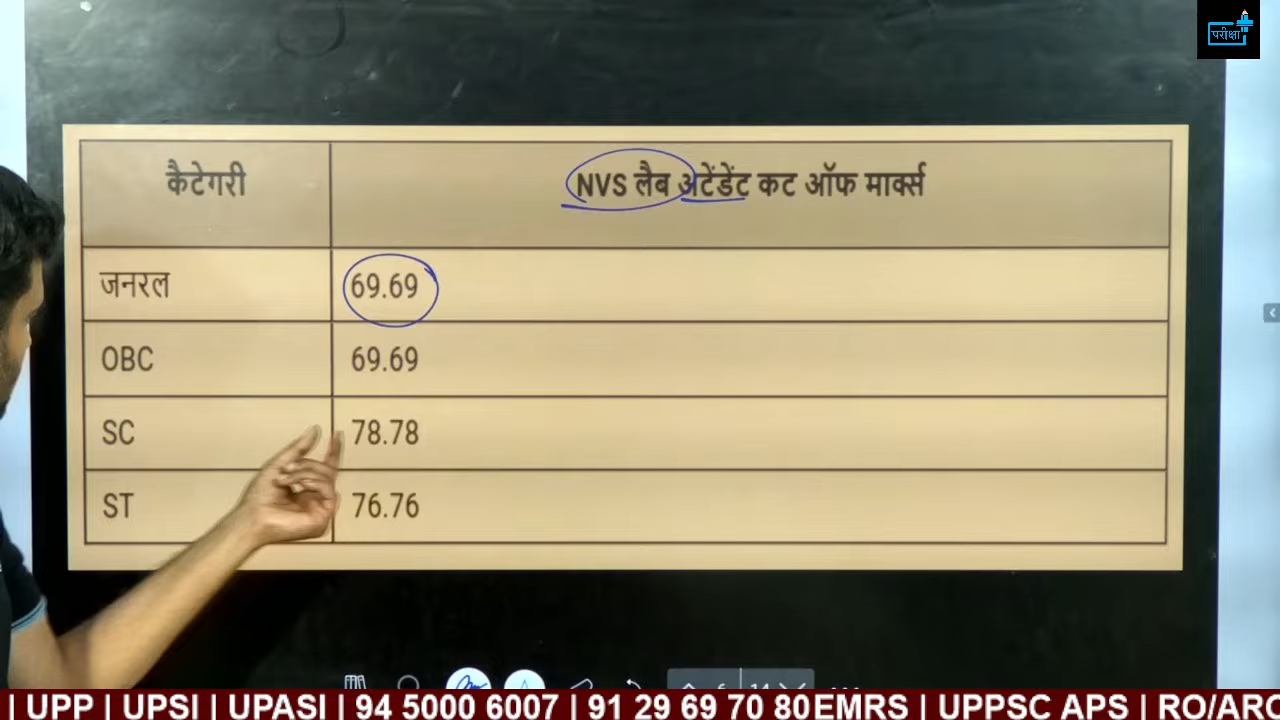 परीक्षा
कैटेगरी NVS लैब अटेंडेंट कट ऑफ मार्क्स
जनरल 69.69
OBC 69.69
SC 78.78
ST 76.76
| UPP | UPSI | UPASI | 94 5000 6007 | 91 29 69 70 80EMRS | UPPSC APS | RO/ARO